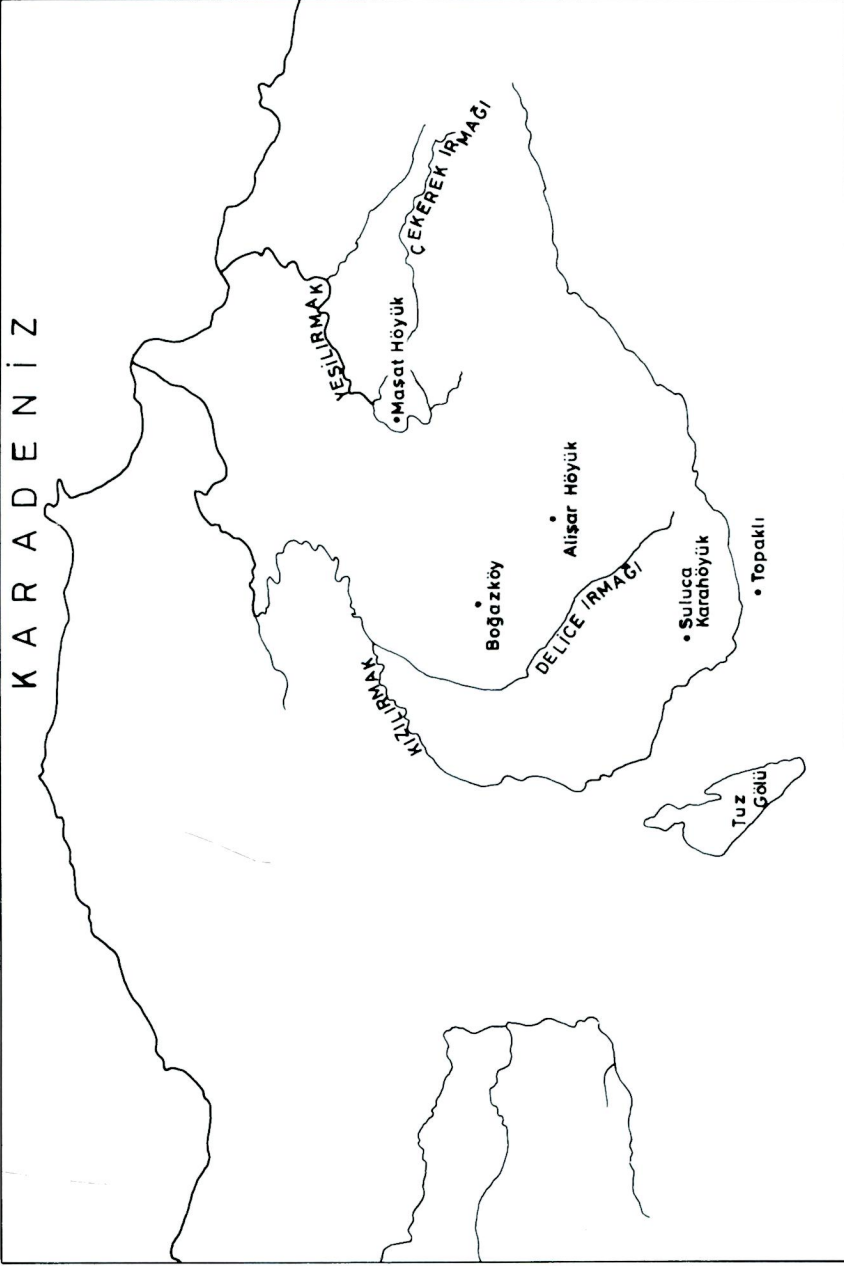 KARADENİZ
YEŞİLIRMAK
ÇEKEREK IRMAĞI
Maşat Höyük
KIZILIRMAK
Boğazköy
Alişar Höyük
DELİCE IRMAĞI
Suluca
Karahöyük
Topaklı
Tuz
Gölü